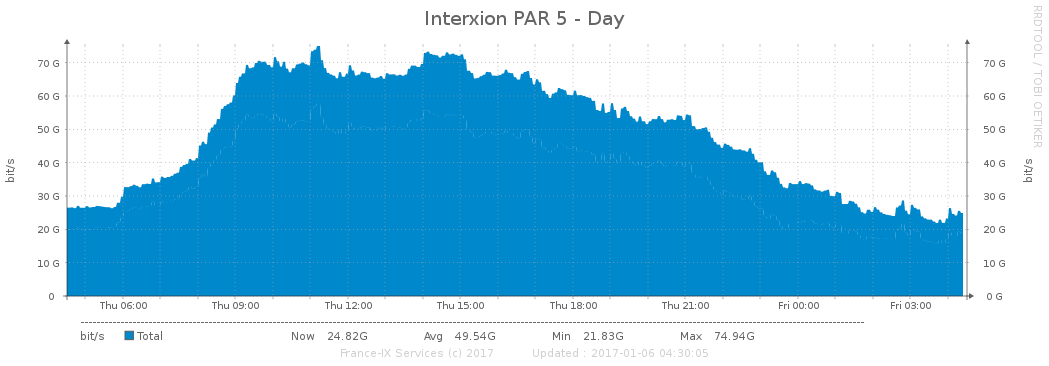 Interxion PAR 5 - Day
RRDTOOL / TOBI OETIKER
bit/s
bit/s
70 G 70 G
60 G 60 G
50 G 50 G
40 G 40 G
30 G 30 G
20 G 20 G
10 G 10 G
0 0 G
Thu 06:00 Thu 09:00 Thu 12:00 Thu 15:00 Thu 18:00 Thu 21:00 Fri 00:00 Fri 03:00
bit/s Total Now 24.82G Avg 49.54G Min 21.83G Max 74.94G
France-IX Services (c) 2017 Updated : 2017-01-06 04:30:05